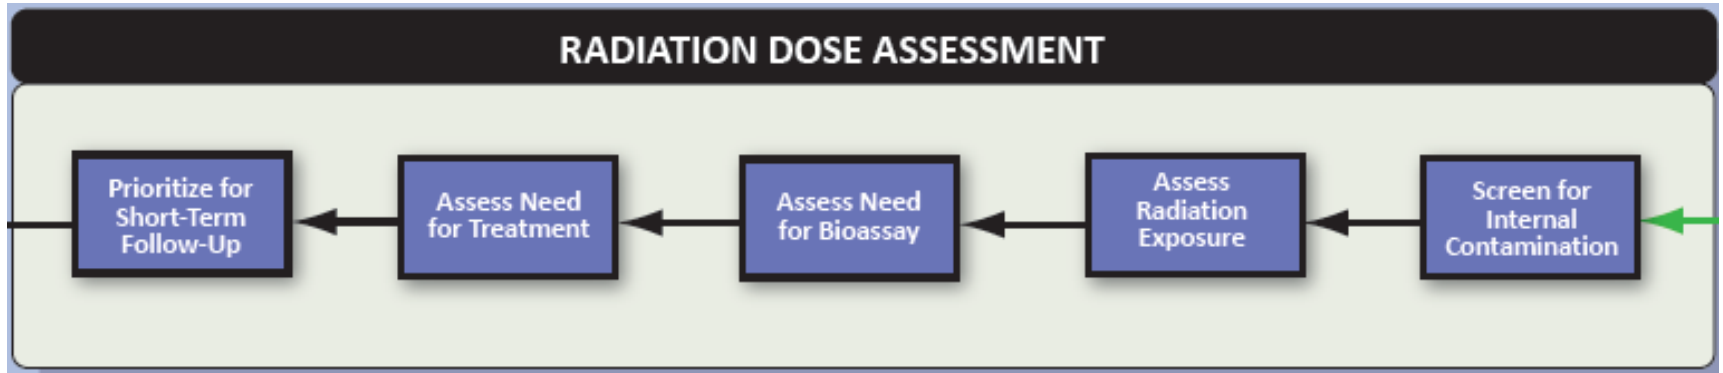 RADIATION DOSE ASSESSMENT
Prioritize for
Short-Term
Follow-Up
Assess Need
for Treatment
Assess Need
for Bioassay
Assess
Radiation
Exposure
Screen for
Internal
Contamination